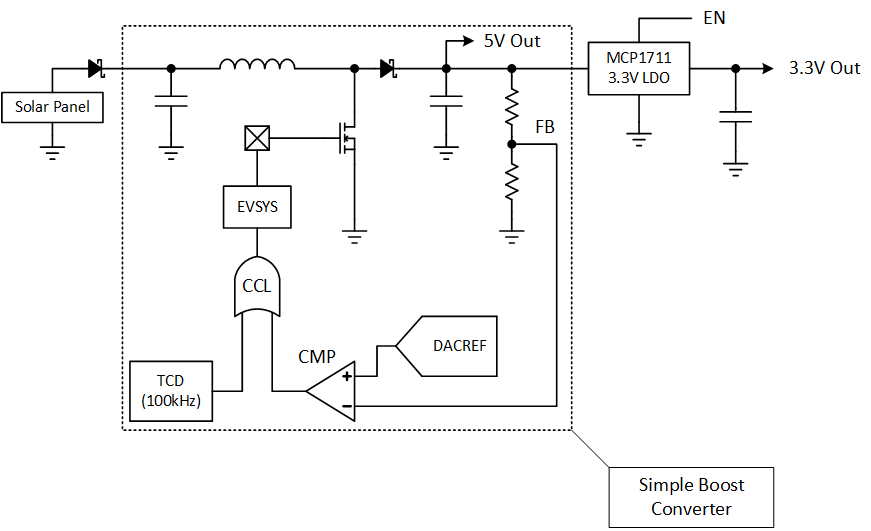 EN
5V Out
MCP1711
3.3V LDO
3.3V Out
Solar Panel
FB
EVSYS
CCL
DACREF
CMP
+
−
TCD
(100kHz)
Simple Boost
Converter